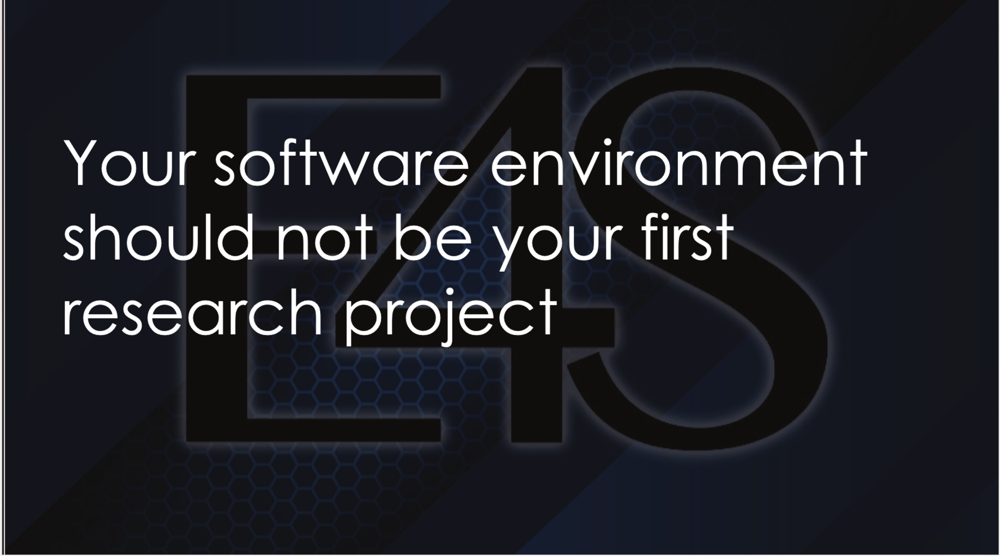 E4S
Your software environment
should not be your first
research project